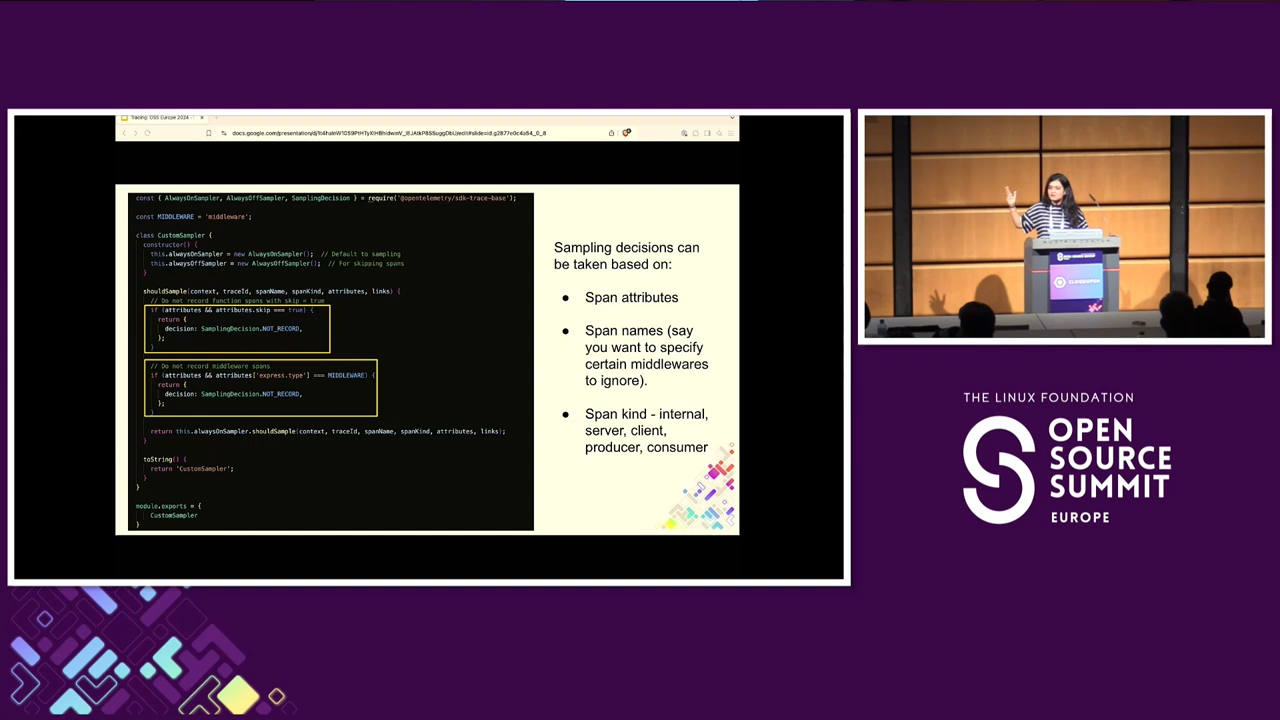 Tracing: OSS Europe 2024 -
const { AlwaysOnSampler, AlwaysOffSampler, SamplingDecision } = require('@opentelemetry/sdk-trace-base');
const MIDDLEWARE = 'middleware';
class CustomSampler {
constructor() {
this.alwaysOnSampler = new AlwaysOnSampler(); // Default to sampling
this.alwaysOffSampler = new AlwaysOffSampler(); // For skipping spans
}
shouldSample(context, traceId, spanName, spanKind, attributes, links) {
// Do not record function spans with skip = true
if (attributes && attributes.skip === true) {
return {
decision: SamplingDecision.NOT_RECORD,
};
}
// Do not record middleware spans
if (attributes && attributes['express.type'] === MIDDLEWARE) {
return {
decision: SamplingDecision.NOT_RECORD,
};
}
return this.alwaysOnSampler.shouldSample(context, traceId, spanName, spanKind, attributes, links);
}
toString() {
return 'CustomSampler';
}
}
module.exports = {
CustomSampler
}
Sampling decisions can
be taken based on:
● Span attributes
● Span names (say
you want to specify
certain middlewares
to ignore).
● Span kind - internal,
server, client,
producer, consumer
CLOUDOPEN
THE LINUX FOUNDATION
OPEN
SOURCE
SUMMIT
EUROPE